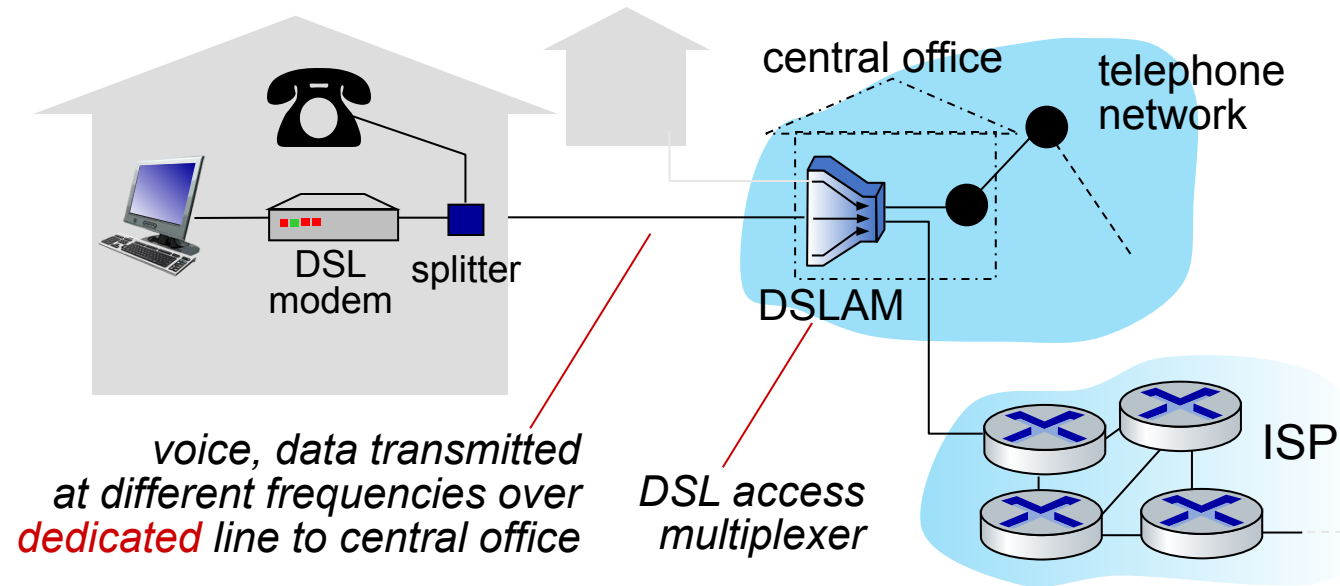 central office
telephone
network
DSL
modem
splitter
DSLAM
ISP
voice, data transmitted
at different frequencies over
dedicated line to central office
DSL access
multiplexer